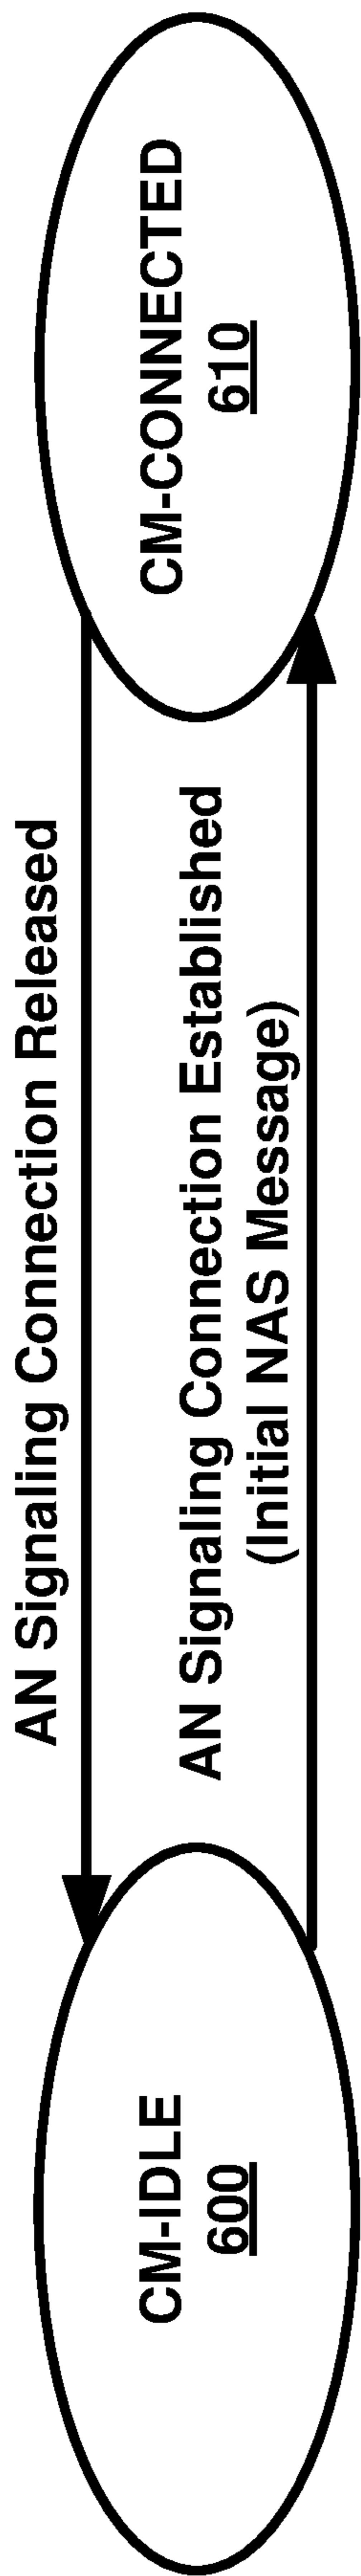 AN Signaling Connection Released
CM-IDLE
600
AN Signaling Connection Established
(Initial NAS Message)
CM-CONNECTED
610